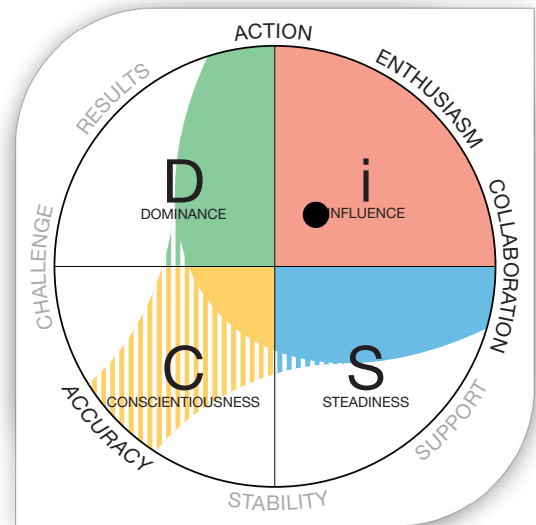 ACTION
ENTHUSIASM
RESULTS
D
DOMINANCE
i
INFLUENCE
COLLABORATION
CHALLENGE
C
CONSCIENTIOUSNESS
S
STEADINESS
ACCURACY
SUPPORT
STABILITY